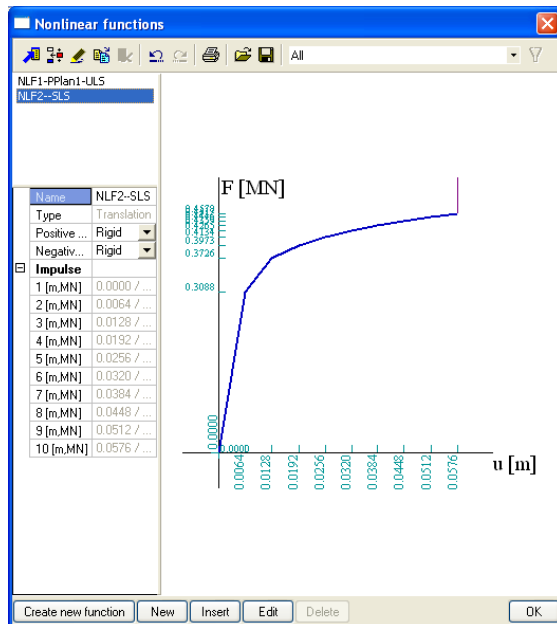 Nonlinear functions
All
NLF1-PPlan1-ULS
NLF2--SLS
Name NLF2--SLS
Type Translation
Positive ... Rigid
Negativ... Rigid
Impulse
1 [m,MN] 0.0000 / ...
2 [m,MN] 0.0064 / ...
3 [m,MN] 0.0128 / ...
4 [m,MN] 0.0192 / ...
5 [m,MN] 0.0256 / ...
6 [m,MN] 0.0320 / ...
7 [m,MN] 0.0384 / ...
8 [m,MN] 0.0448 / ...
9 [m,MN] 0.0512 / ...
10 [m,MN] 0.0576 / ...
F [MN]
0.4579
0.4134
0.3973
0.3726
0.3088
0.0000
0.0000
0.0064
0.0128
0.0192
0.0256
0.0320
0.0384
0.0448
0.0512
0.0576
u [m]
Create new function New Insert Edit Delete OK